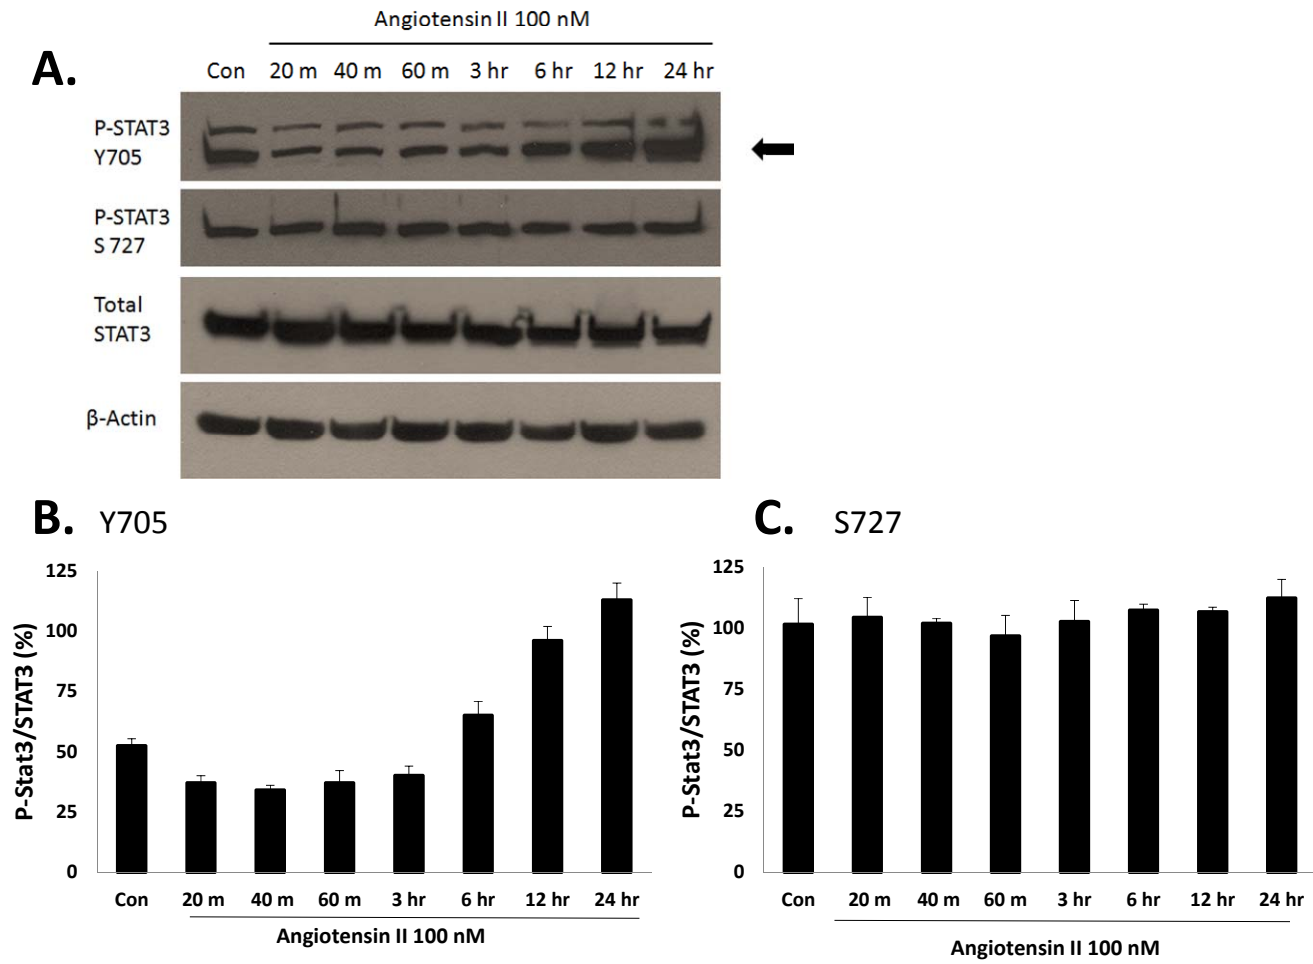 Angiotensin II 100 nM
A.
Con 20 m 40 m 60 m 3 hr 6 hr 12 hr 24 hr
P-STAT3
Y705
P-STAT3
S 727
Total
STAT3
β-Actin
B. Y705
P-Stat3/STAT3 (%)
125
100
75
50
25
0
Con 20 m 40 m 60 m 3 hr 6 hr 12 hr 24 hr
Angiotensin II 100 nM
C. S727
P-Stat3/STAT3 (%)
125
100
75
50
25
0
Con 20 m 40 m 60 m 3 hr 6 hr 12 hr 24 hr
Angiotensin II 100 nM